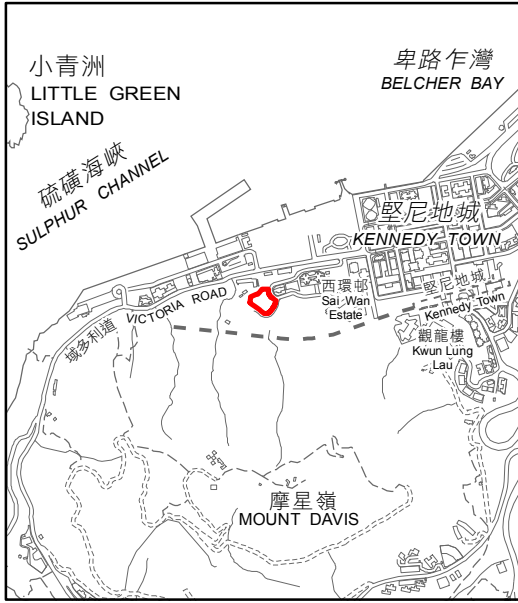 小青洲
LITTLE GREEN
ISLAND
卑路乍灣
BELCHER BAY
硫磺海峽
SULPHUR CHANNEL
堅尼地城
KENNEDY TOWN
西環邨
Sai Wan
Estate
堅尼地城
Kennedy Town
域多利道
VICTORIA ROAD
觀龍樓
Kwun Lung
Lau
摩星嶺
MOUNT DAVIS